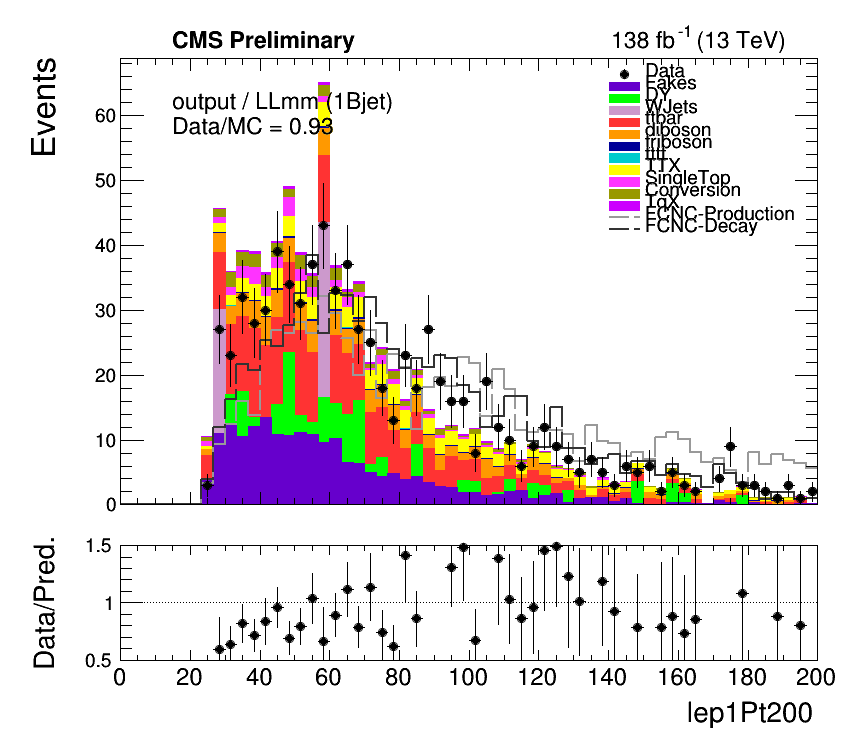 CMS Preliminary
138 fb-1 (13 TeV)
Events
output / LLmm (1Bjet)
Data/MC = 0.93
Data
Fakes
DY
WJets
ttbar
diboson
triboson
tttt
TTX
SingleTop
Conversion
TqX
FCNC-Production
FCNC-Decay
60
50
40
30
20
10
0
Data/Pred.
1.5
1
0.5
0 20 40 60 80 100 120 140 160 180 200
lep1Pt200